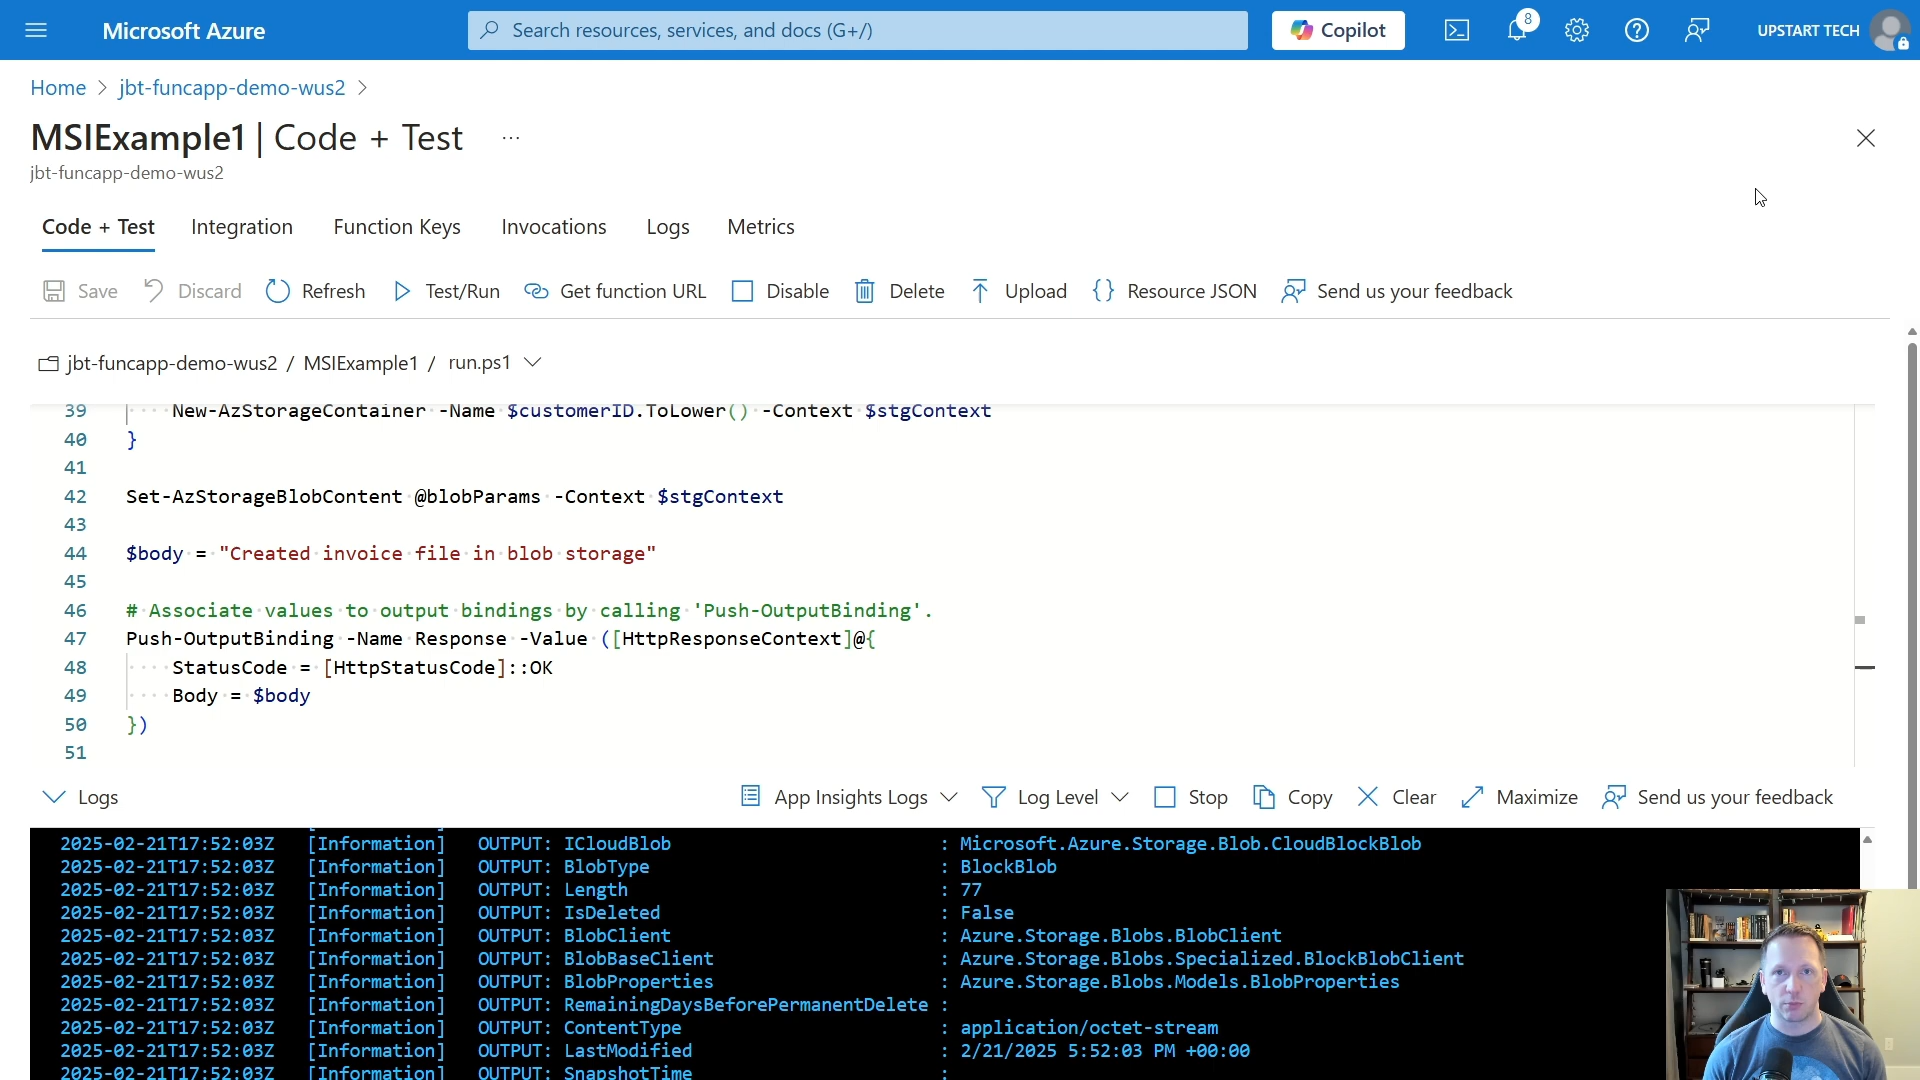 Microsoft Azure
Search resources, services, and docs (G+/)
Copilot
8
UPSTART TECH
Home
jbt-funcapp-demo-wus2
MSIExample1 | Code + Test
...
jbt-funcapp-demo-wus2
Code + Test Integration Function Keys Invocations Logs Metrics
Save Discard Refresh Test/Run Get function URL Disable Delete Upload {} Resource JSON Send us your feedback
jbt-funcapp-demo-wus2 / MSIExample1 / run.ps1
39 New-AzStorageContainer -Name $customerID.ToLower() -Context $stgContext
40 }
41
42 Set-AzStorageBlobContent @blobParams -Context $stgContext
43
44 $body = "Created invoice file in blob storage"
45
46 # Associate values to output bindings by calling 'Push-OutputBinding'.
47 Push-OutputBinding -Name Response -Value ([HttpResponseContext]@{
48 StatusCode = [HttpStatusCode]::OK
49 Body = $body
50 })
51
Logs App Insights Logs Log Level Stop Copy Clear Maximize Send us your feedback
2025-02-21T17:52:03Z [Information] OUTPUT: ICloudBlob : Microsoft.Azure.Storage.Blob.CloudBlockBlob
2025-02-21T17:52:03Z [Information] OUTPUT: BlobType : BlockBlob
2025-02-21T17:52:03Z [Information] OUTPUT: Length : 77
2025-02-21T17:52:03Z [Information] OUTPUT: IsDeleted : False
2025-02-21T17:52:03Z [Information] OUTPUT: BlobClient : Azure.Storage.Blobs.BlobClient
2025-02-21T17:52:03Z [Information] OUTPUT: BlobBaseClient : Azure.Storage.Blobs.Specialized.BlockBlobClient
2025-02-21T17:52:03Z [Information] OUTPUT: BlobProperties : Azure.Storage.Blobs.Models.BlobProperties
2025-02-21T17:52:03Z [Information] OUTPUT: RemainingDaysBeforePermanentDelete :
2025-02-21T17:52:03Z [Information] OUTPUT: ContentType : application/octet-stream
2025-02-21T17:52:03Z [Information] OUTPUT: LastModified : 2/21/2025 5:52:03 PM +00:00
2025-02-21T17:52:03Z [Information] OUTPUT: SnapshotTime :